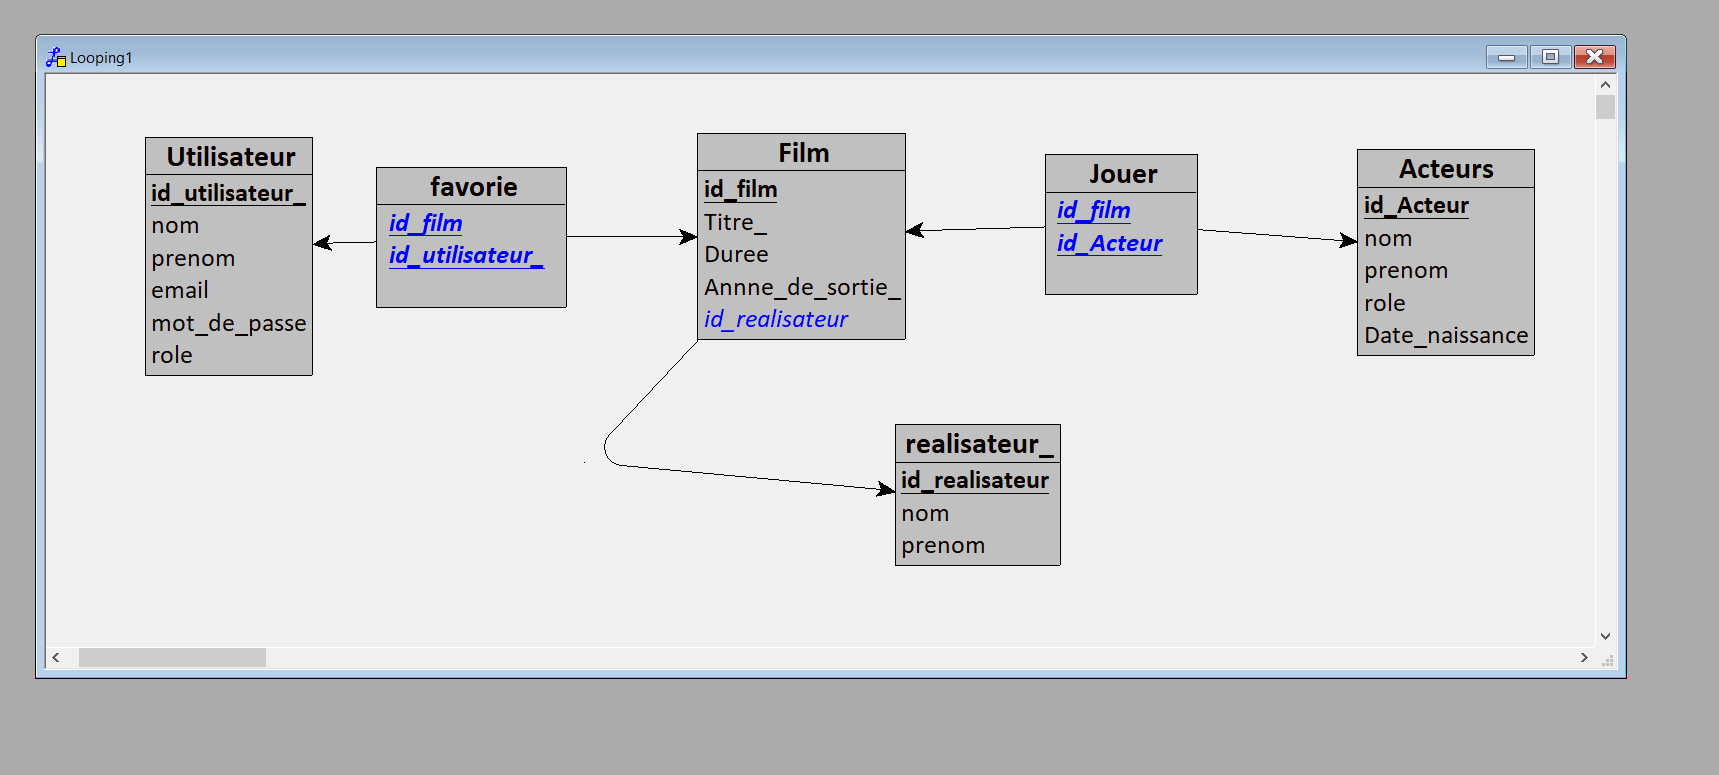 Looping1
Utilisateur
id_utilisateur_
nom
prenom
email
mot_de_passe
role
favorie
id_film
id_utilisateur_
Film
id_film
Titre_
Duree
Annne_de_sortie_
id_realisateur
Jouer
id_film
id_Acteur
Acteurs
id_Acteur
nom
prenom
role
Date_naissance
realisateur_
id_realisateur
nom
prenom